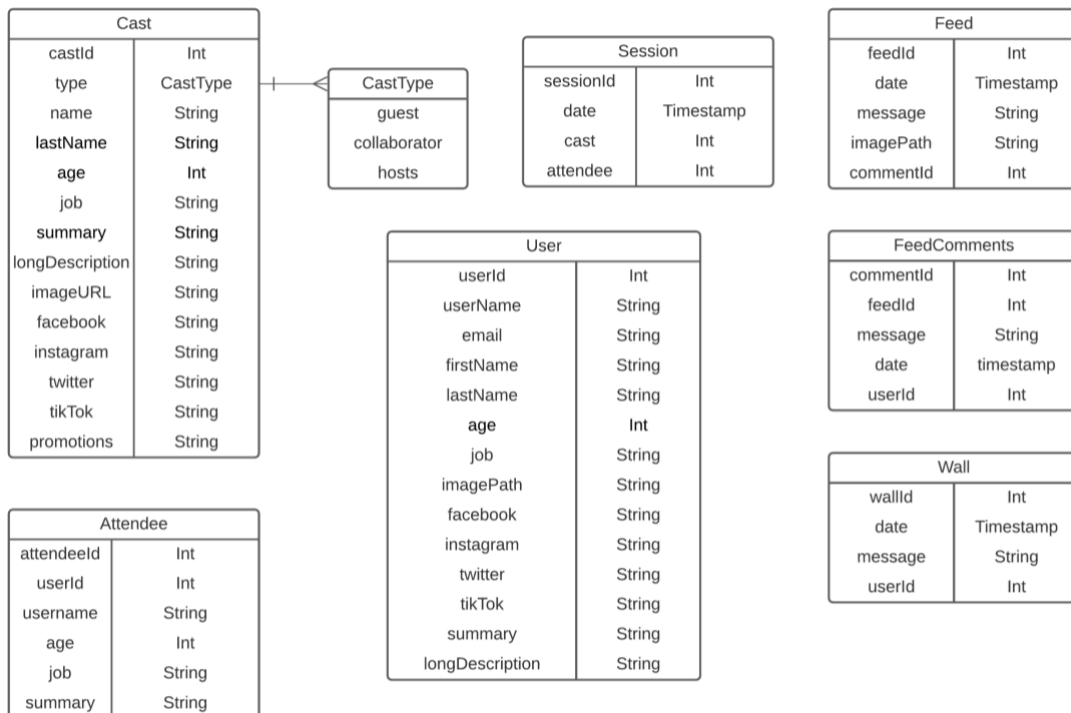 Cast
castId Int
type CastType
name String
lastName String
age Int
job String
summary String
longDescription String
imageURL String
facebook String
instagram String
twitter String
tikTok String
promotions String
CastType
guest
collaborator
hosts
Session
sessionId Int
date Timestamp
cast Int
attendee Int
Feed
feedId Int
date Timestamp
message String
imagePath String
commentId Int
User
userId Int
userName String
email String
firstName String
lastName String
age Int
job String
imagePath String
facebook String
instagram String
twitter String
tikTok String
summary String
longDescription String
FeedComments
commentId Int
feedId Int
message String
date timestamp
userId Int
Wall
wallId Int
date Timestamp
message String
userId Int
Attendee
attendeeId Int
userId Int
username String
age Int
job String
summary String